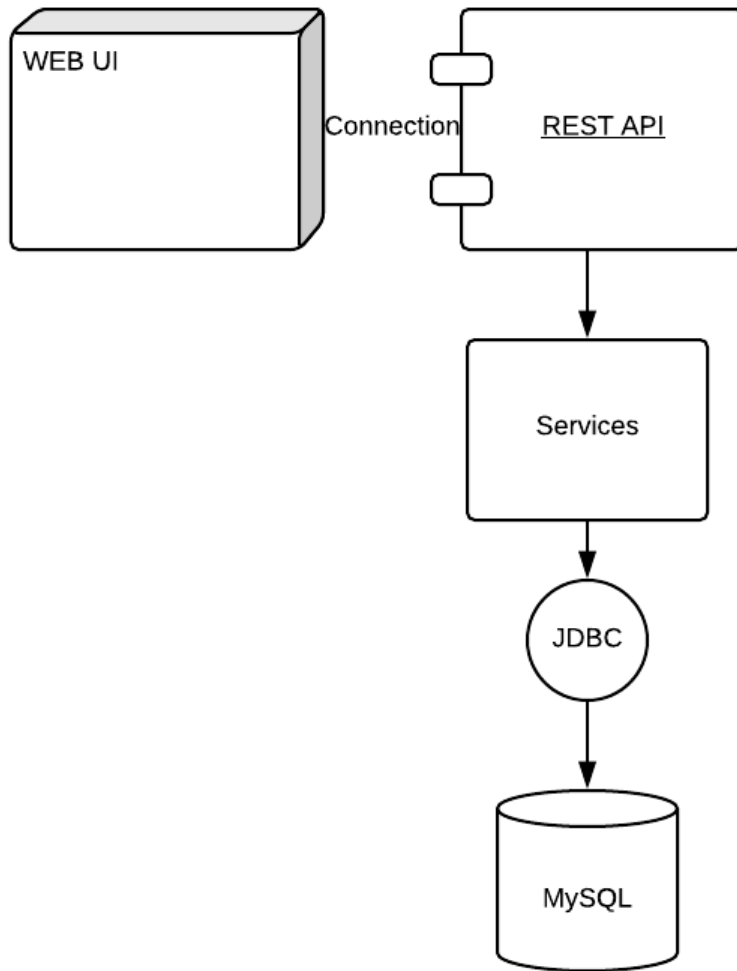 WEB UI
Connection
REST API
Services
JDBC
MySQL